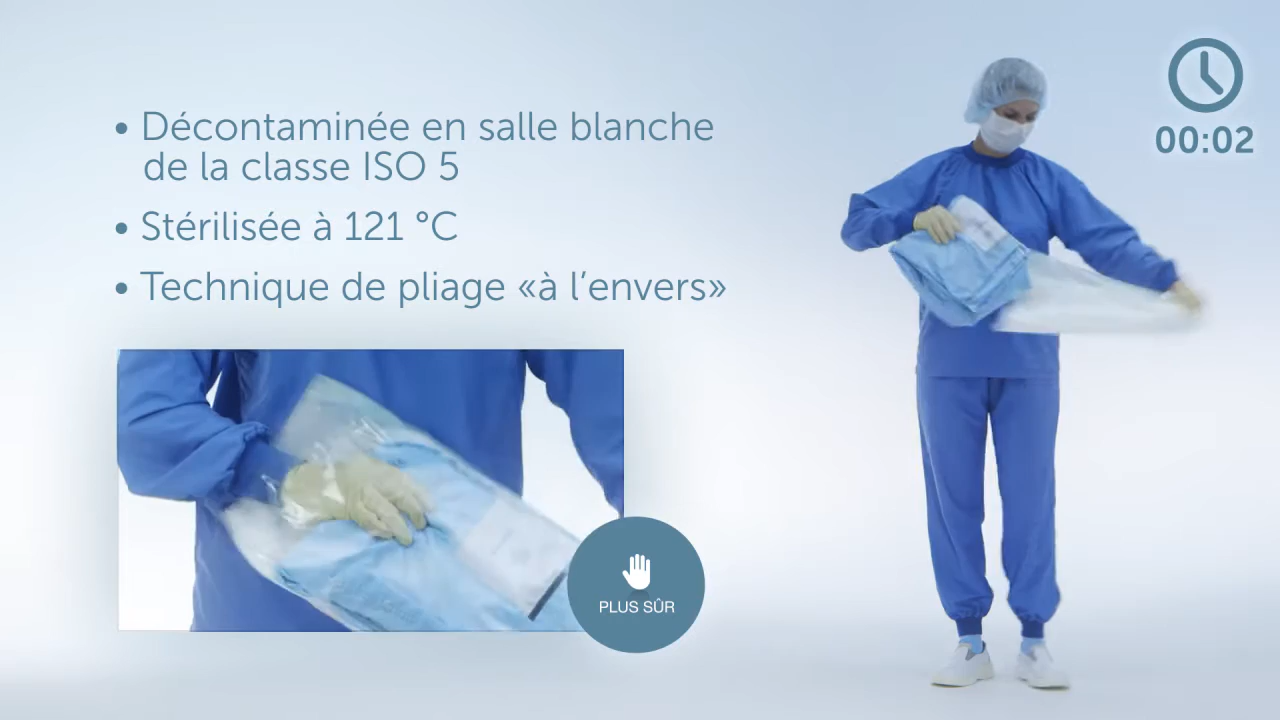 • Décontaminée en salle blanche
de la classe ISO 5
• Stérilisée à 121 °C
• Technique de pliage «à l’envers»
00:02
PLUS SÛR